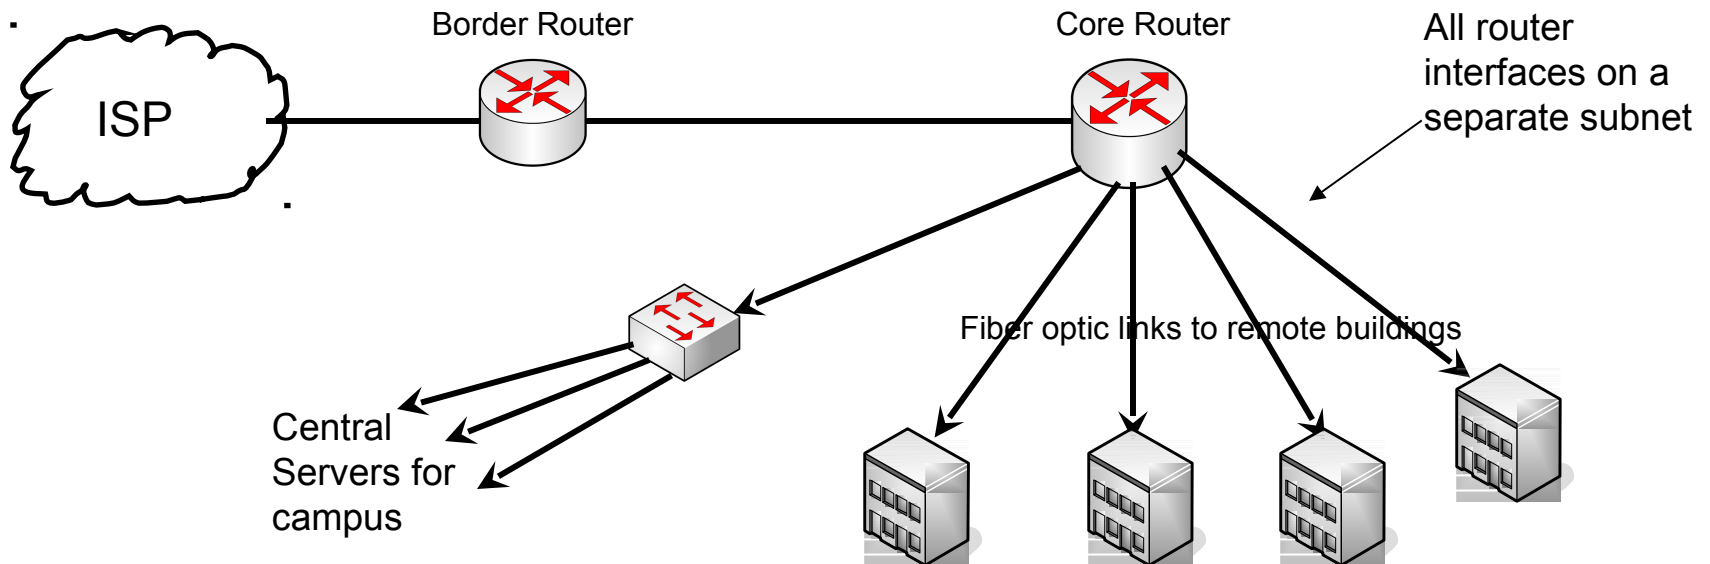 Border Router
Core Router
All router
interfaces on a
separate subnet
ISP
Fiber optic links to remote buildings
Central
Servers for
campus